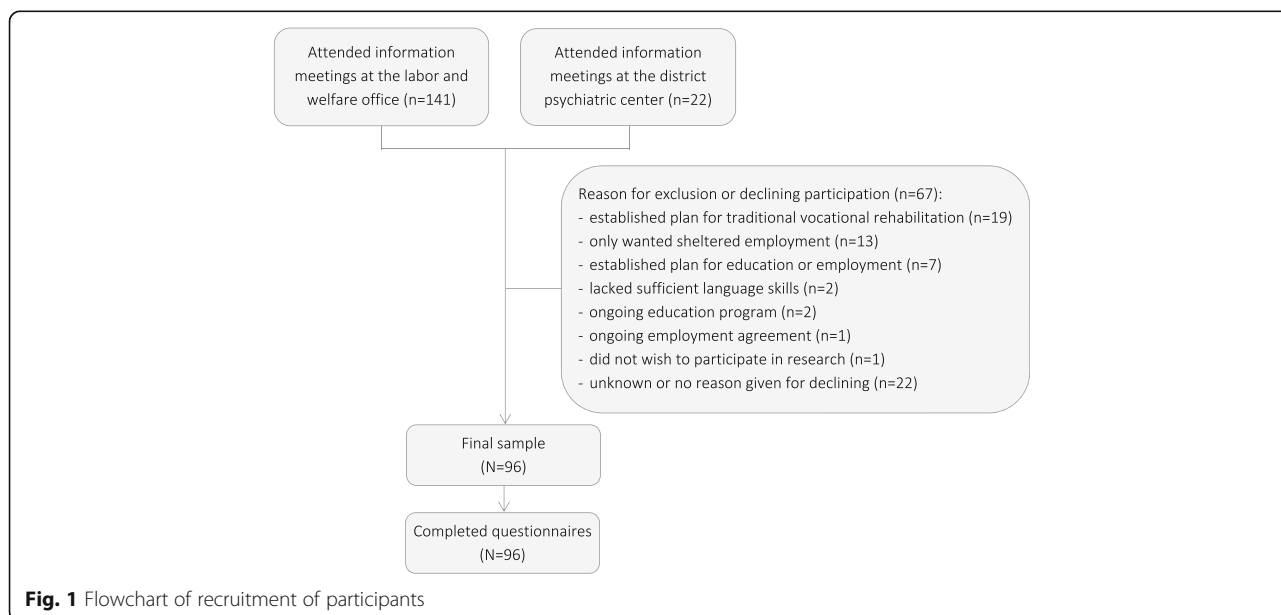 Attended information
meetings at the labor and
welfare office (n=141)
Attended information
meetings at the district
psychiatric center (n=22)
Reason for exclusion or declining participation (n=67):
- established plan for traditional vocational rehabilitation (n=19)
- only wanted sheltered employment (n=13)
- established plan for education or employment (n=7)
- lacked sufficient language skills (n=2)
- ongoing education program (n=2)
- ongoing employment agreement (n=1)
- did not wish to participate in research (n=1)
- unknown or no reason given for declining (n=22)
Final sample
(N=96)
Completed questionnaires
(N=96)
Fig. 1 Flowchart of recruitment of participants